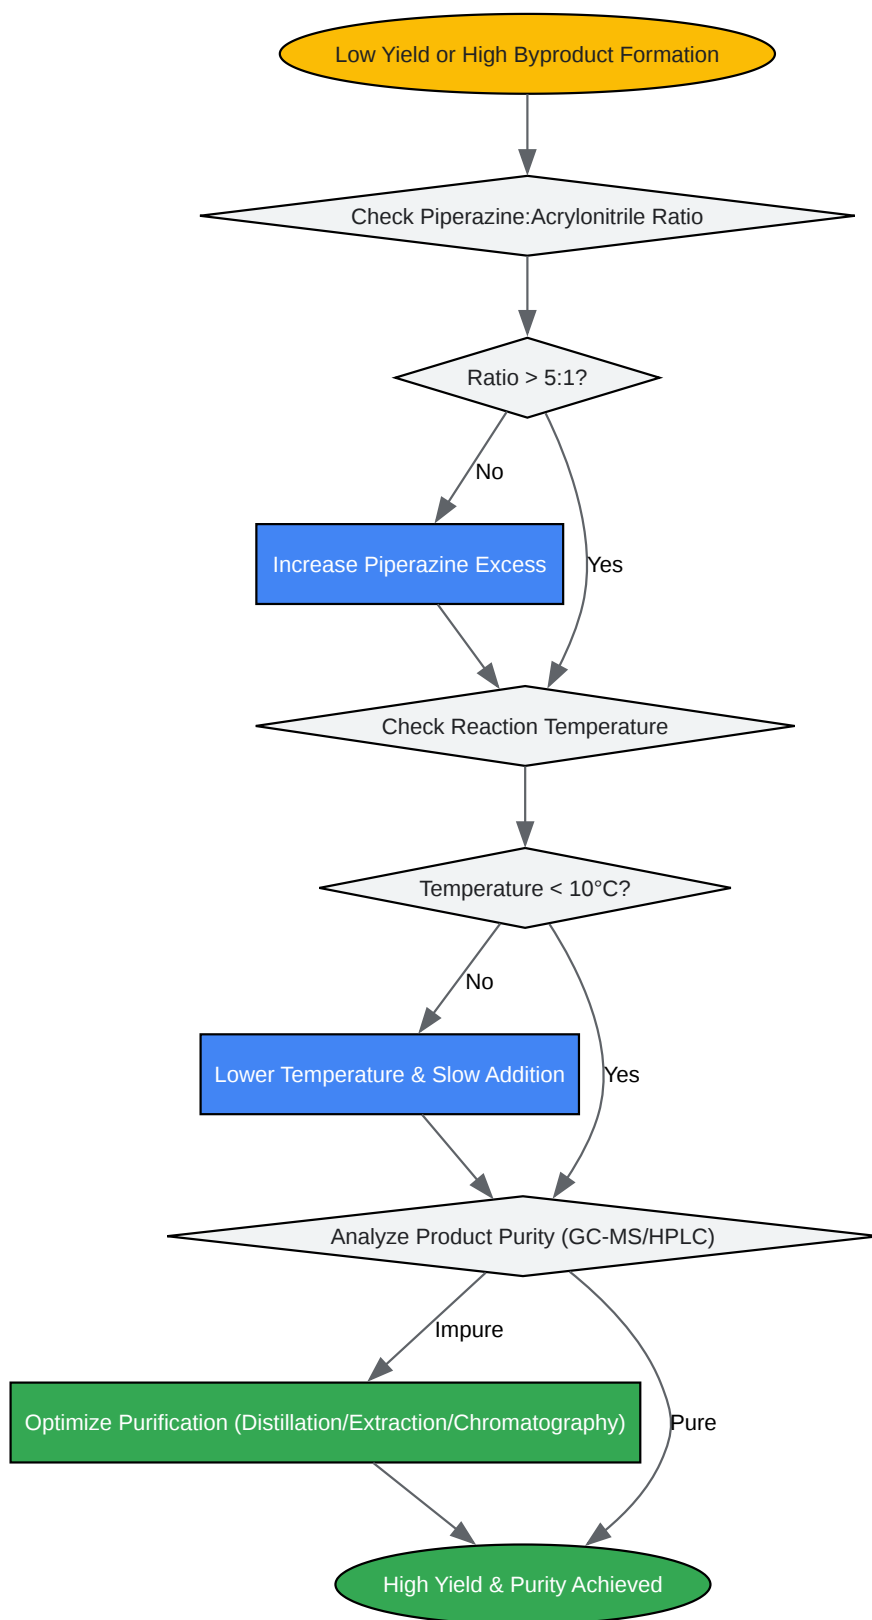 Low Yield or High Byproduct Formation
Check Piperazine:Acrylonitrile Ratio
Ratio > 5:1?
No
Increase Piperazine Excess
Yes
Check Reaction Temperature
Temperature < 10°C?
No
Lower Temperature & Slow Addition
Yes
Analyze Product Purity (GC-MS/HPLC)
Impure
Optimize Purification (Distillation/Extraction/Chromatography)
Pure
High Yield & Purity Achieved